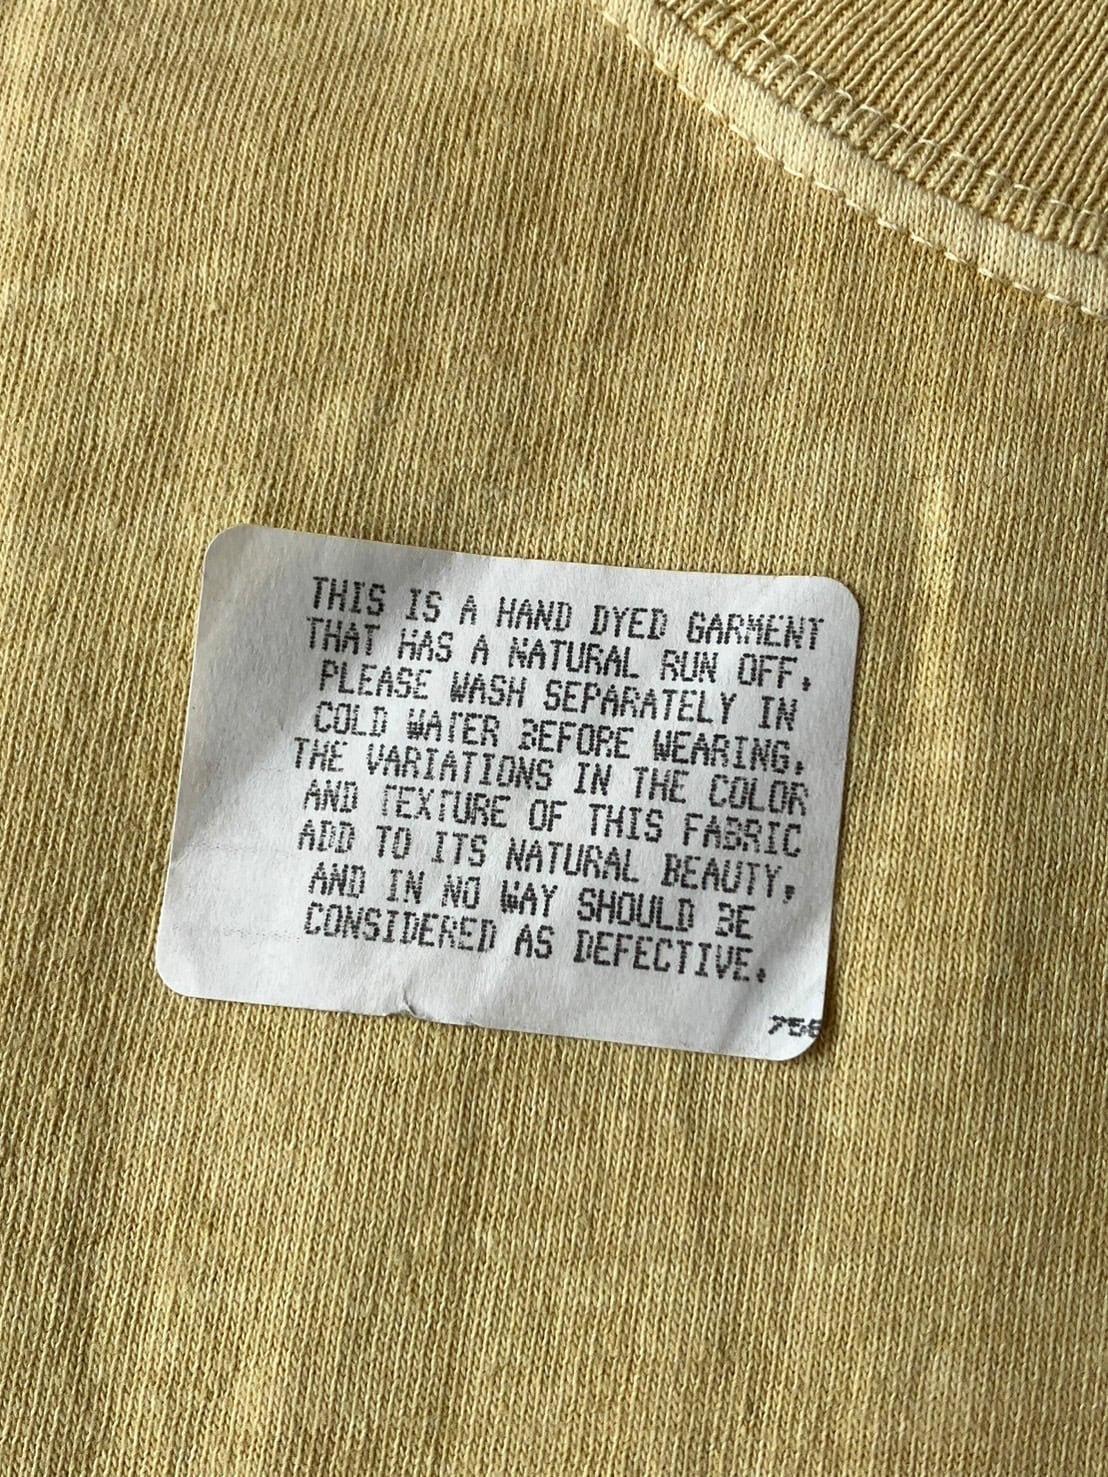 THIS IS A HAND DYED GARMENT
THAT HAS A NATURAL RUN OFF.
PLEASE WASH SEPARATELY IN
COLD WATER BEFORE WEARING.
THE VARIATIONS IN THE COLOR
AND TEXTURE OF THIS FABRIC
ADD TO ITS NATURAL BEAUTY,
AND IN NO WAY SHOULD BE
CONSIDERED AS DEFECTIVE.